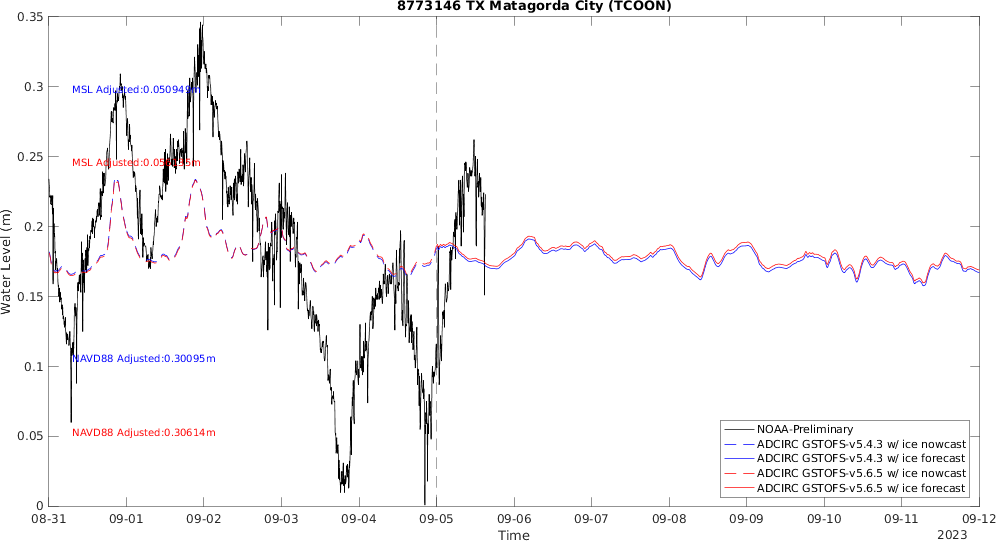 8773146 TX Matagorda City (TCOON)
Water Level (m)
0.35
0.3
0.25
0.2
0.15
0.1
0.05
0
MSL Adjusted:0.050949m
MSL Adjusted:
NAVD88 Adjusted:0.30095m
NAVD88 Adjusted:0.30614m
NOAA-Preliminary
ADCIRC GSTOFS-v5.4.3 w/ ice nowcast
ADCIRC GSTOFS-v5.4.3 w/ ice forecast
ADCIRC GSTOFS-v5.6.5 w/ ice nowcast
ADCIRC GSTOFS-v5.6.5 w/ ice forecast
08-31 09-01 09-02 09-03 09-04 09-05 09-06 09-07 09-08 09-09 09-10 09-11 09-12
Time
2023